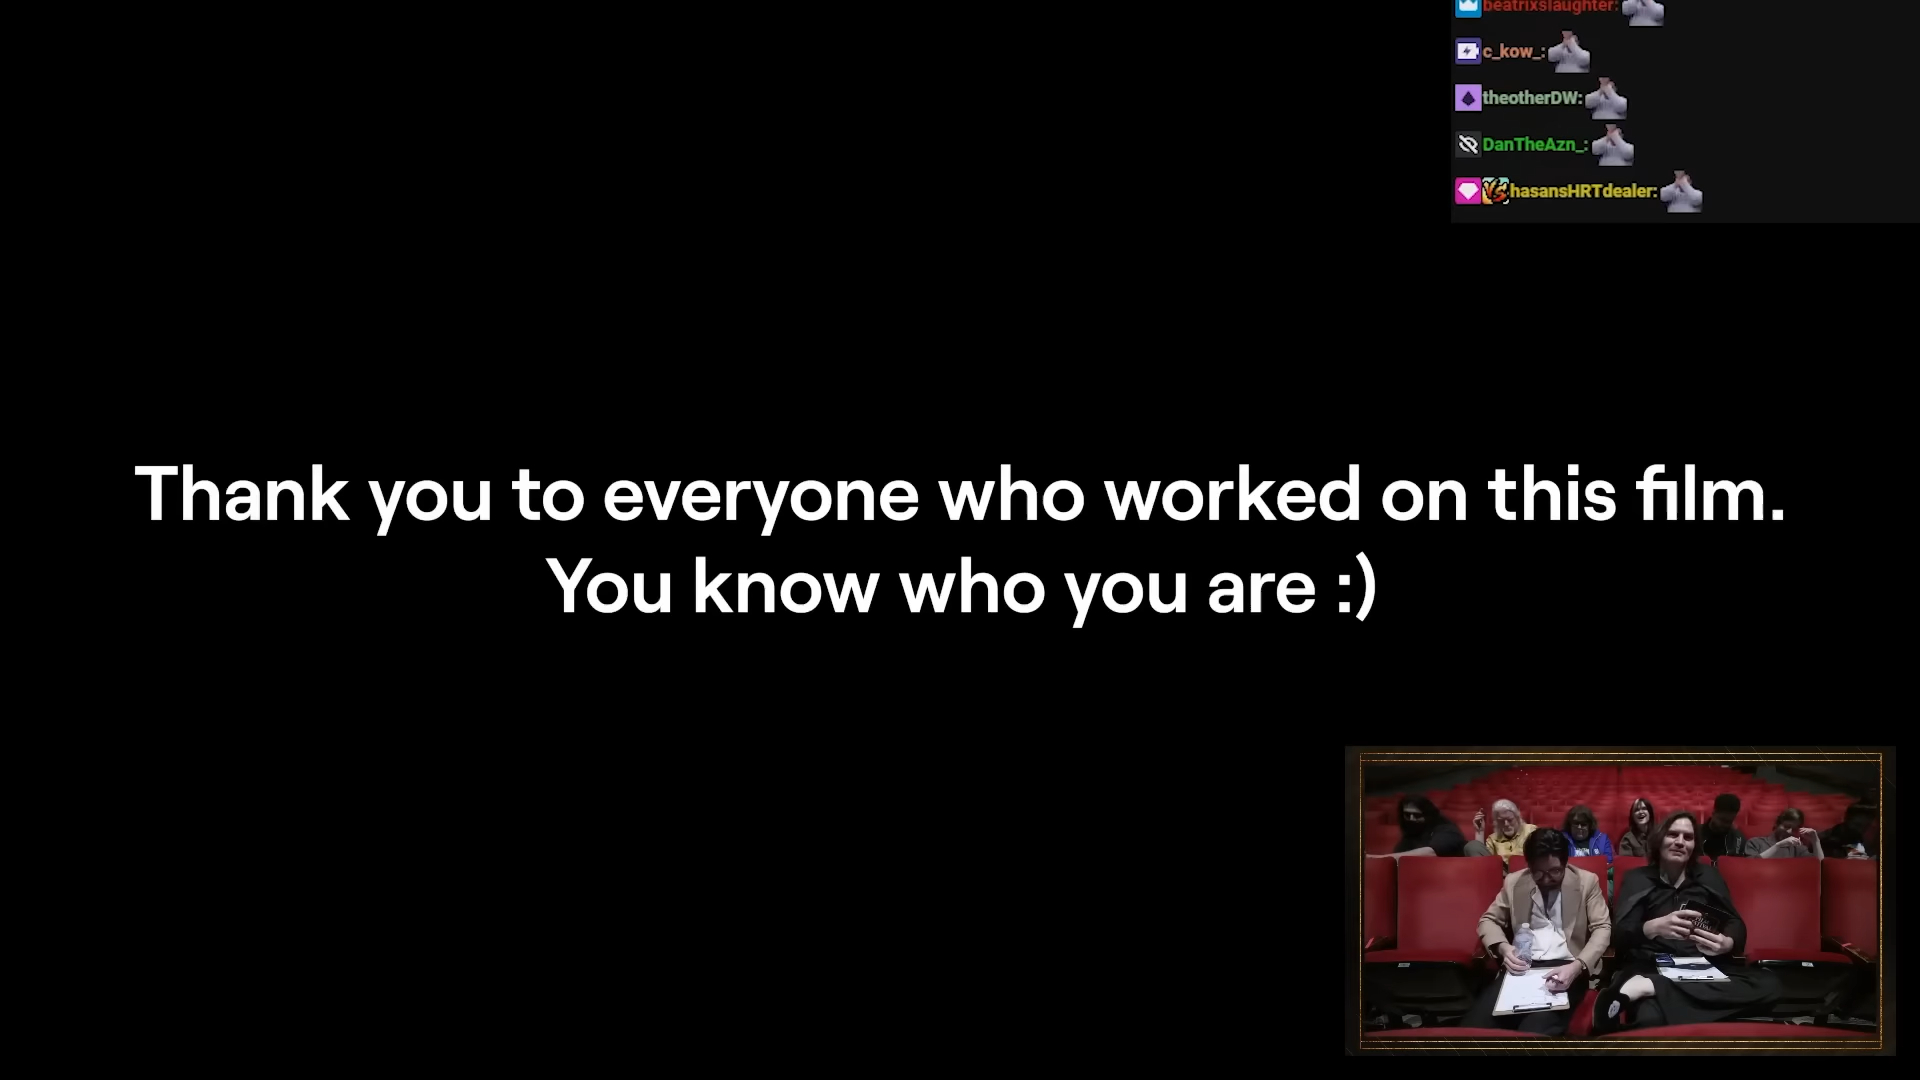 beatrixslaughter:
c_kow_:
theotherDW:
DanTheAzn_:
VS hasansHRTdealer:
Thank you to everyone who worked on this film.
You know who you are :)